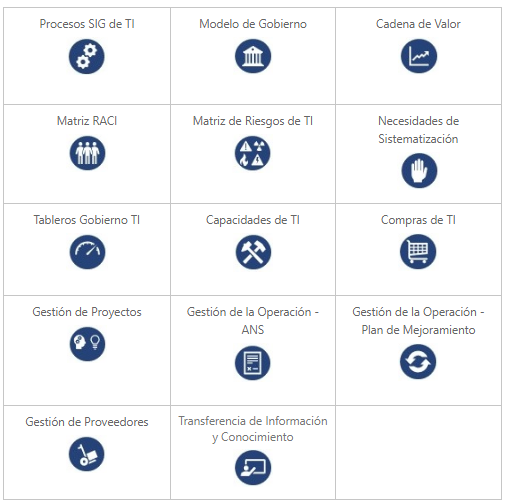 Procesos SIG de TI
Modelo de Gobierno
Cadena de Valor
Matriz RACI
Matriz de Riesgos de TI
Necesidades de
Sistematización
Tableros Gobierno TI
Capacidades de TI
Compras de TI
Gestión de Proyectos
Gestión de la Operación -
ANS
Gestión de la Operación -
Plan de Mejoramiento
Gestión de Proveedores
Transferencia de Información
y Conocimiento